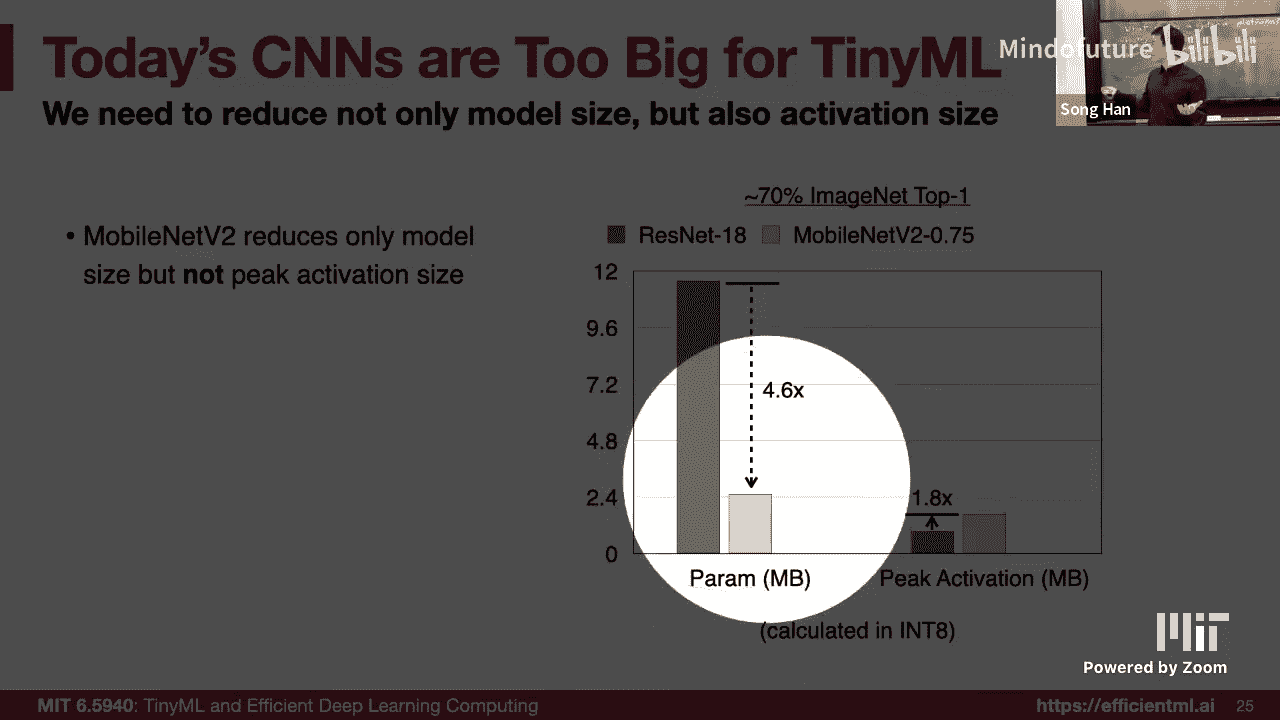 Today's CNNs are Too Big for TinyML
Mindofuture bilibili
We need to reduce not only model size, but also activation size
Song Han
• MobileNetV2 reduces only model
size but not peak activation size
~70% ImageNet Top-1
ResNet-18 MobileNetV2-0.75
12
9.6
7.2
4.8
2.4
0
4.6x
1.8x
Param (MB) Peak Activation (MB)
(calculated in INT8)
MIT
Powered by Zoom
MIT 6.5940: TinyML and Efficient Deep Learning Computing
https://efficientml.ai 25